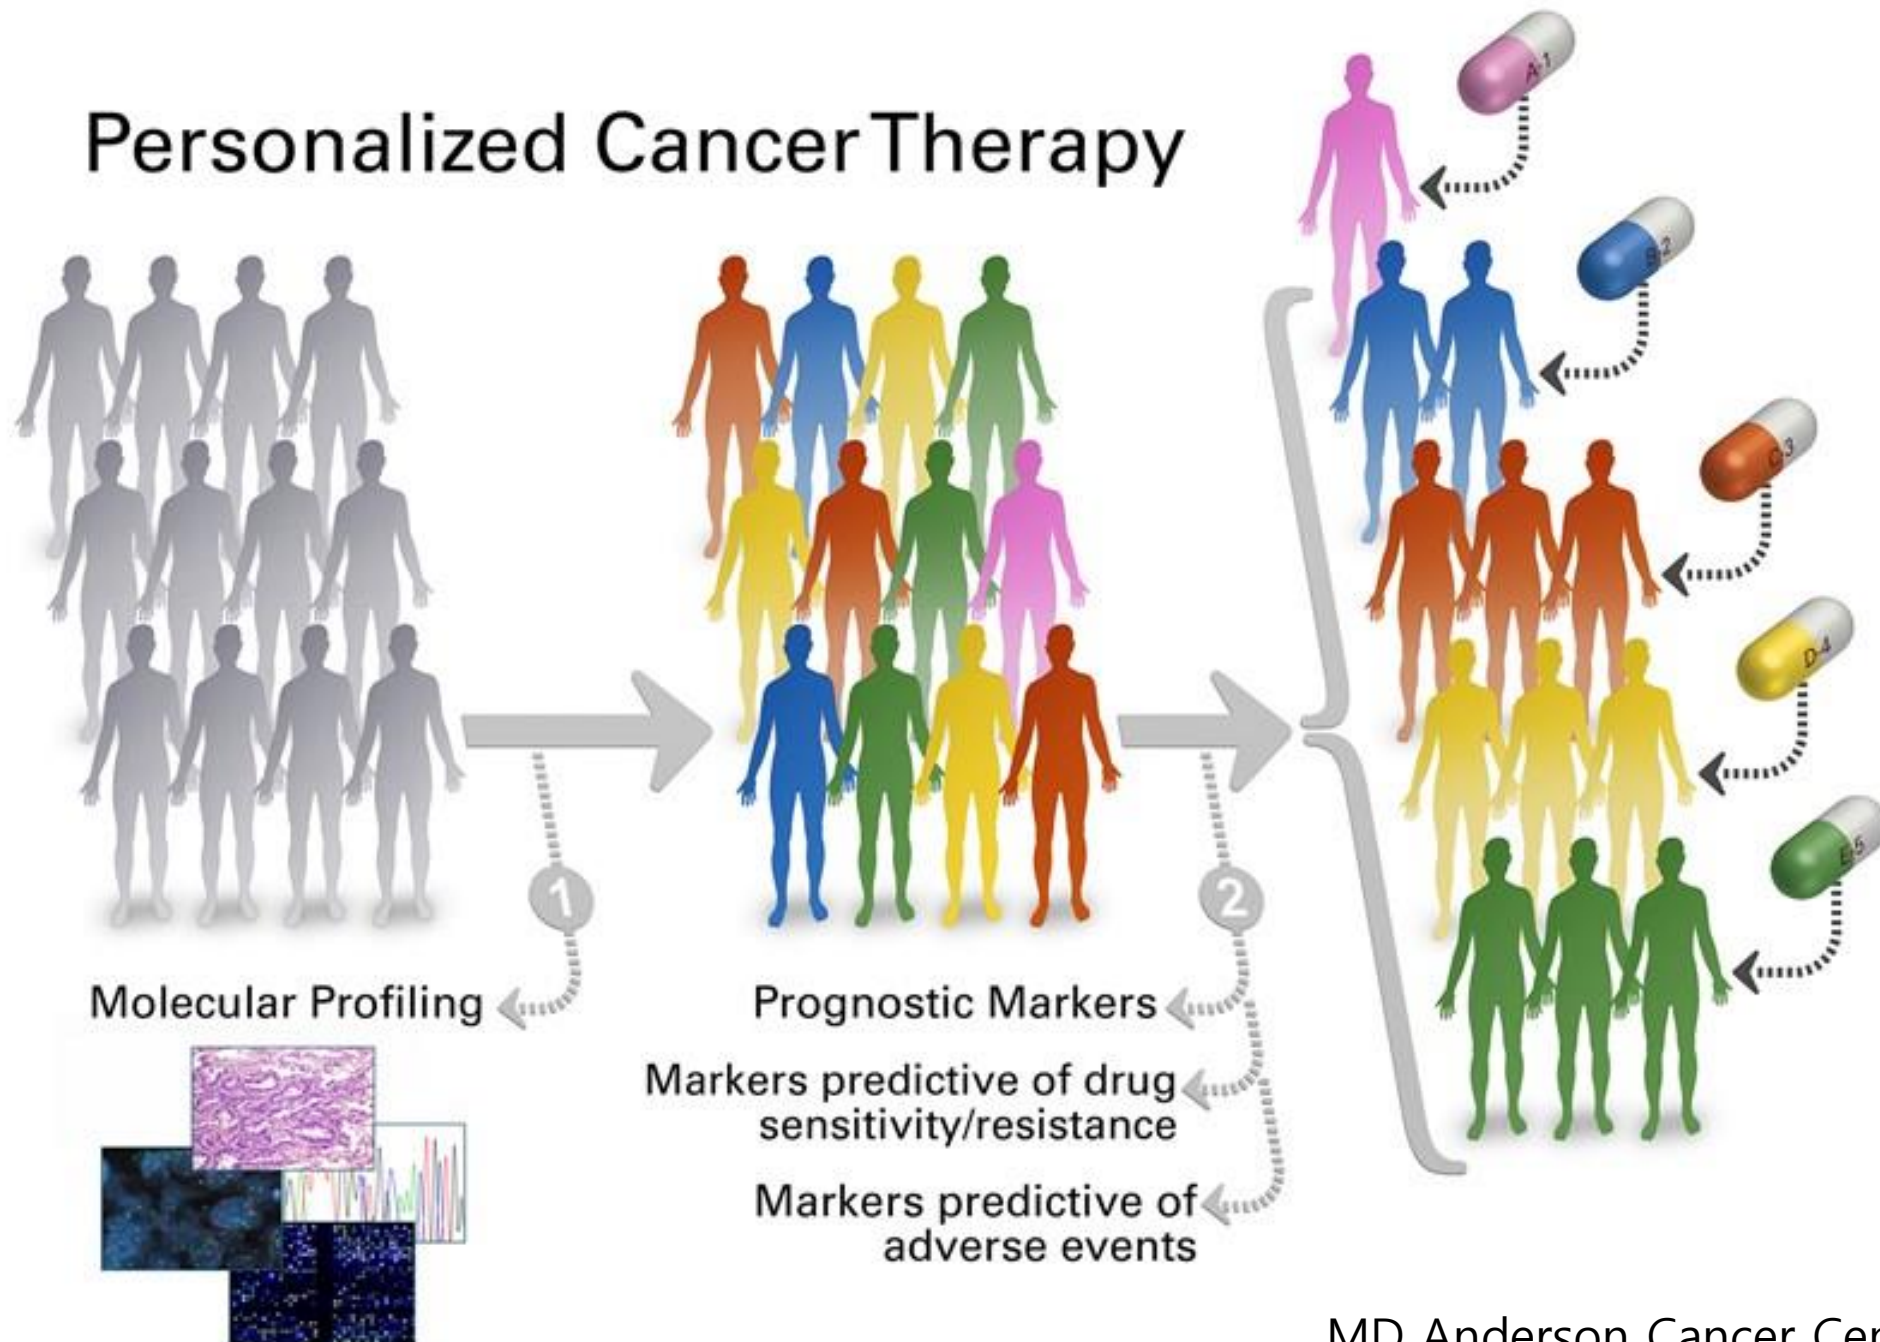 Personalized Cancer Therapy
A-1
B-2
C-3
D-4
E-5
1
2
Molecular Profiling
Prognostic Markers
Markers predictive of drug
sensitivity/resistance
Markers predictive of
adverse events
MD Anderson Cancer Cen